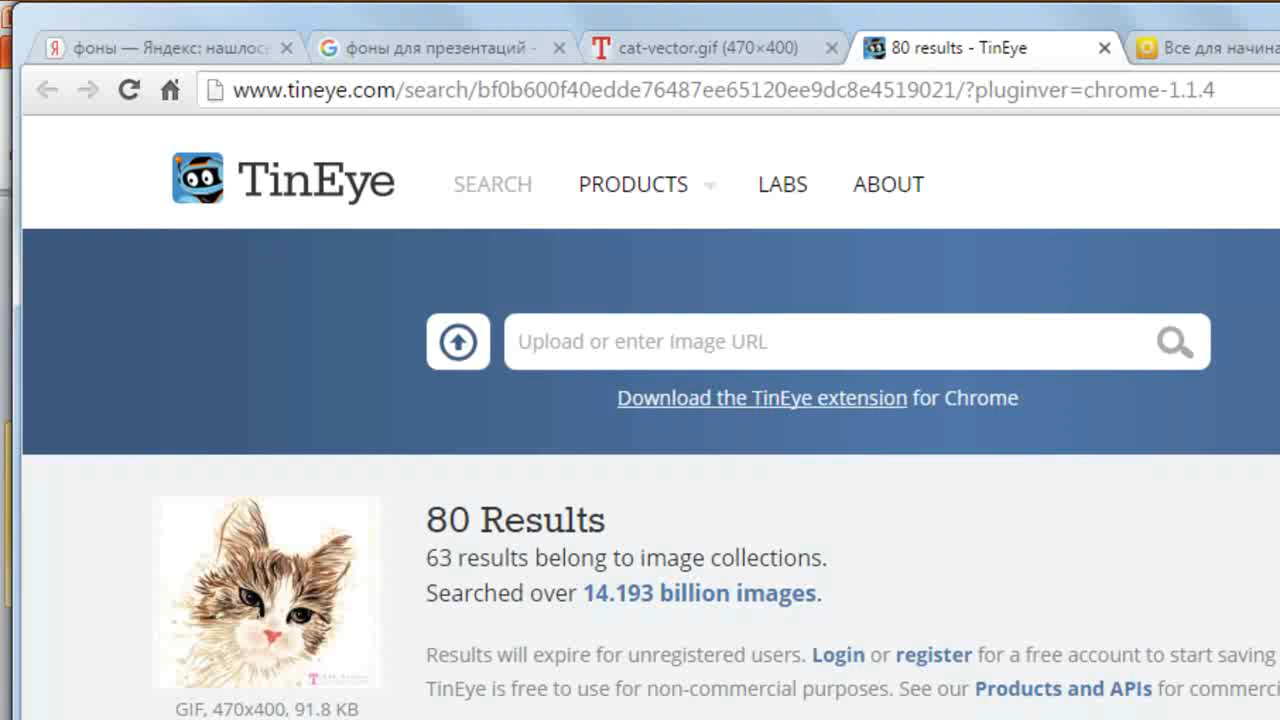 фоны — Яндекс: нашлос
фоны для презентаций -
cat-vector.gif (470×400)
80 results - TinEye
Все для начина
www.tineye.com/search/bf0b600f40edde76487ee65120ee9dc8e4519021/?pluginver=chrome-1.1.4
TinEye
SEARCH
PRODUCTS
LABS
ABOUT
Upload or enter Image URL
Download the TinEye extension for Chrome
80 Results
63 results belong to image collections.
Searched over 14.193 billion images.
Results will expire for unregistered users. Login or register for a free account to start saving
TinEye is free to use for non-commercial purposes. See our Products and APIs for commerci
GIF, 470x400, 91.8 KB